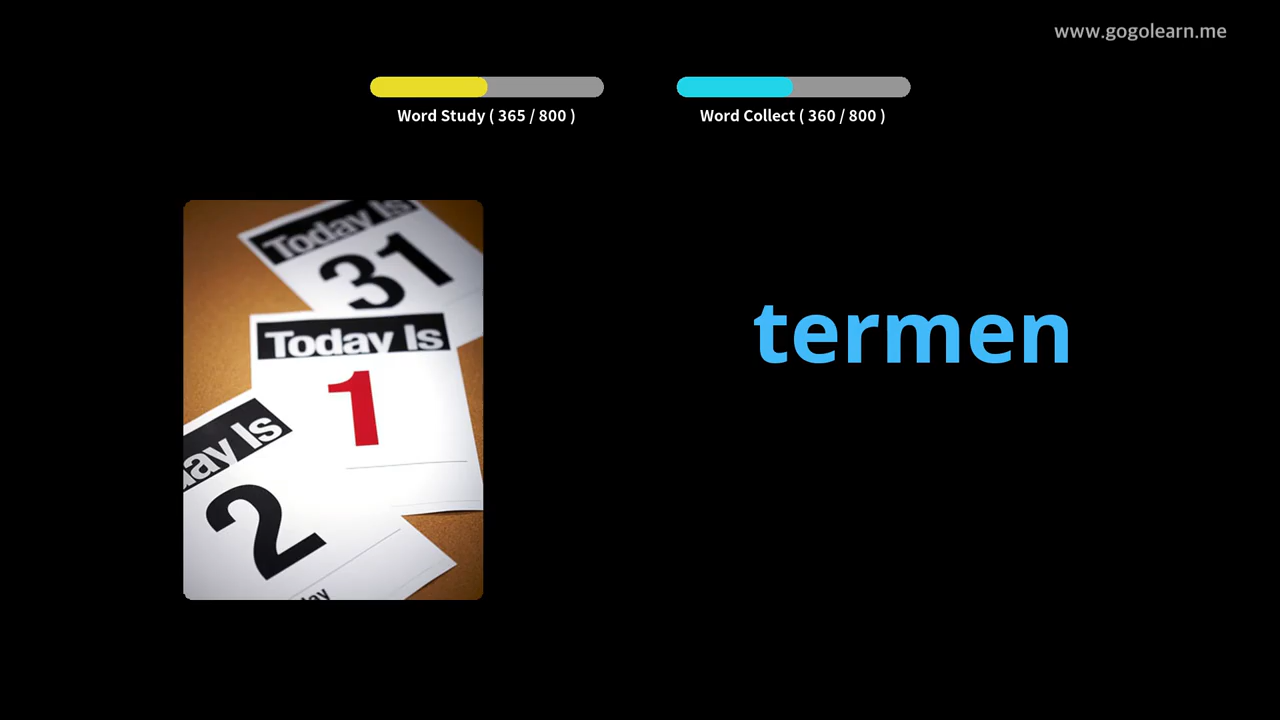 www.gogolearn.me
Word Study ( 365 / 800 )
Word Collect ( 360 / 800 )
Today Is
31
Today Is
1
termen
ay Is
2